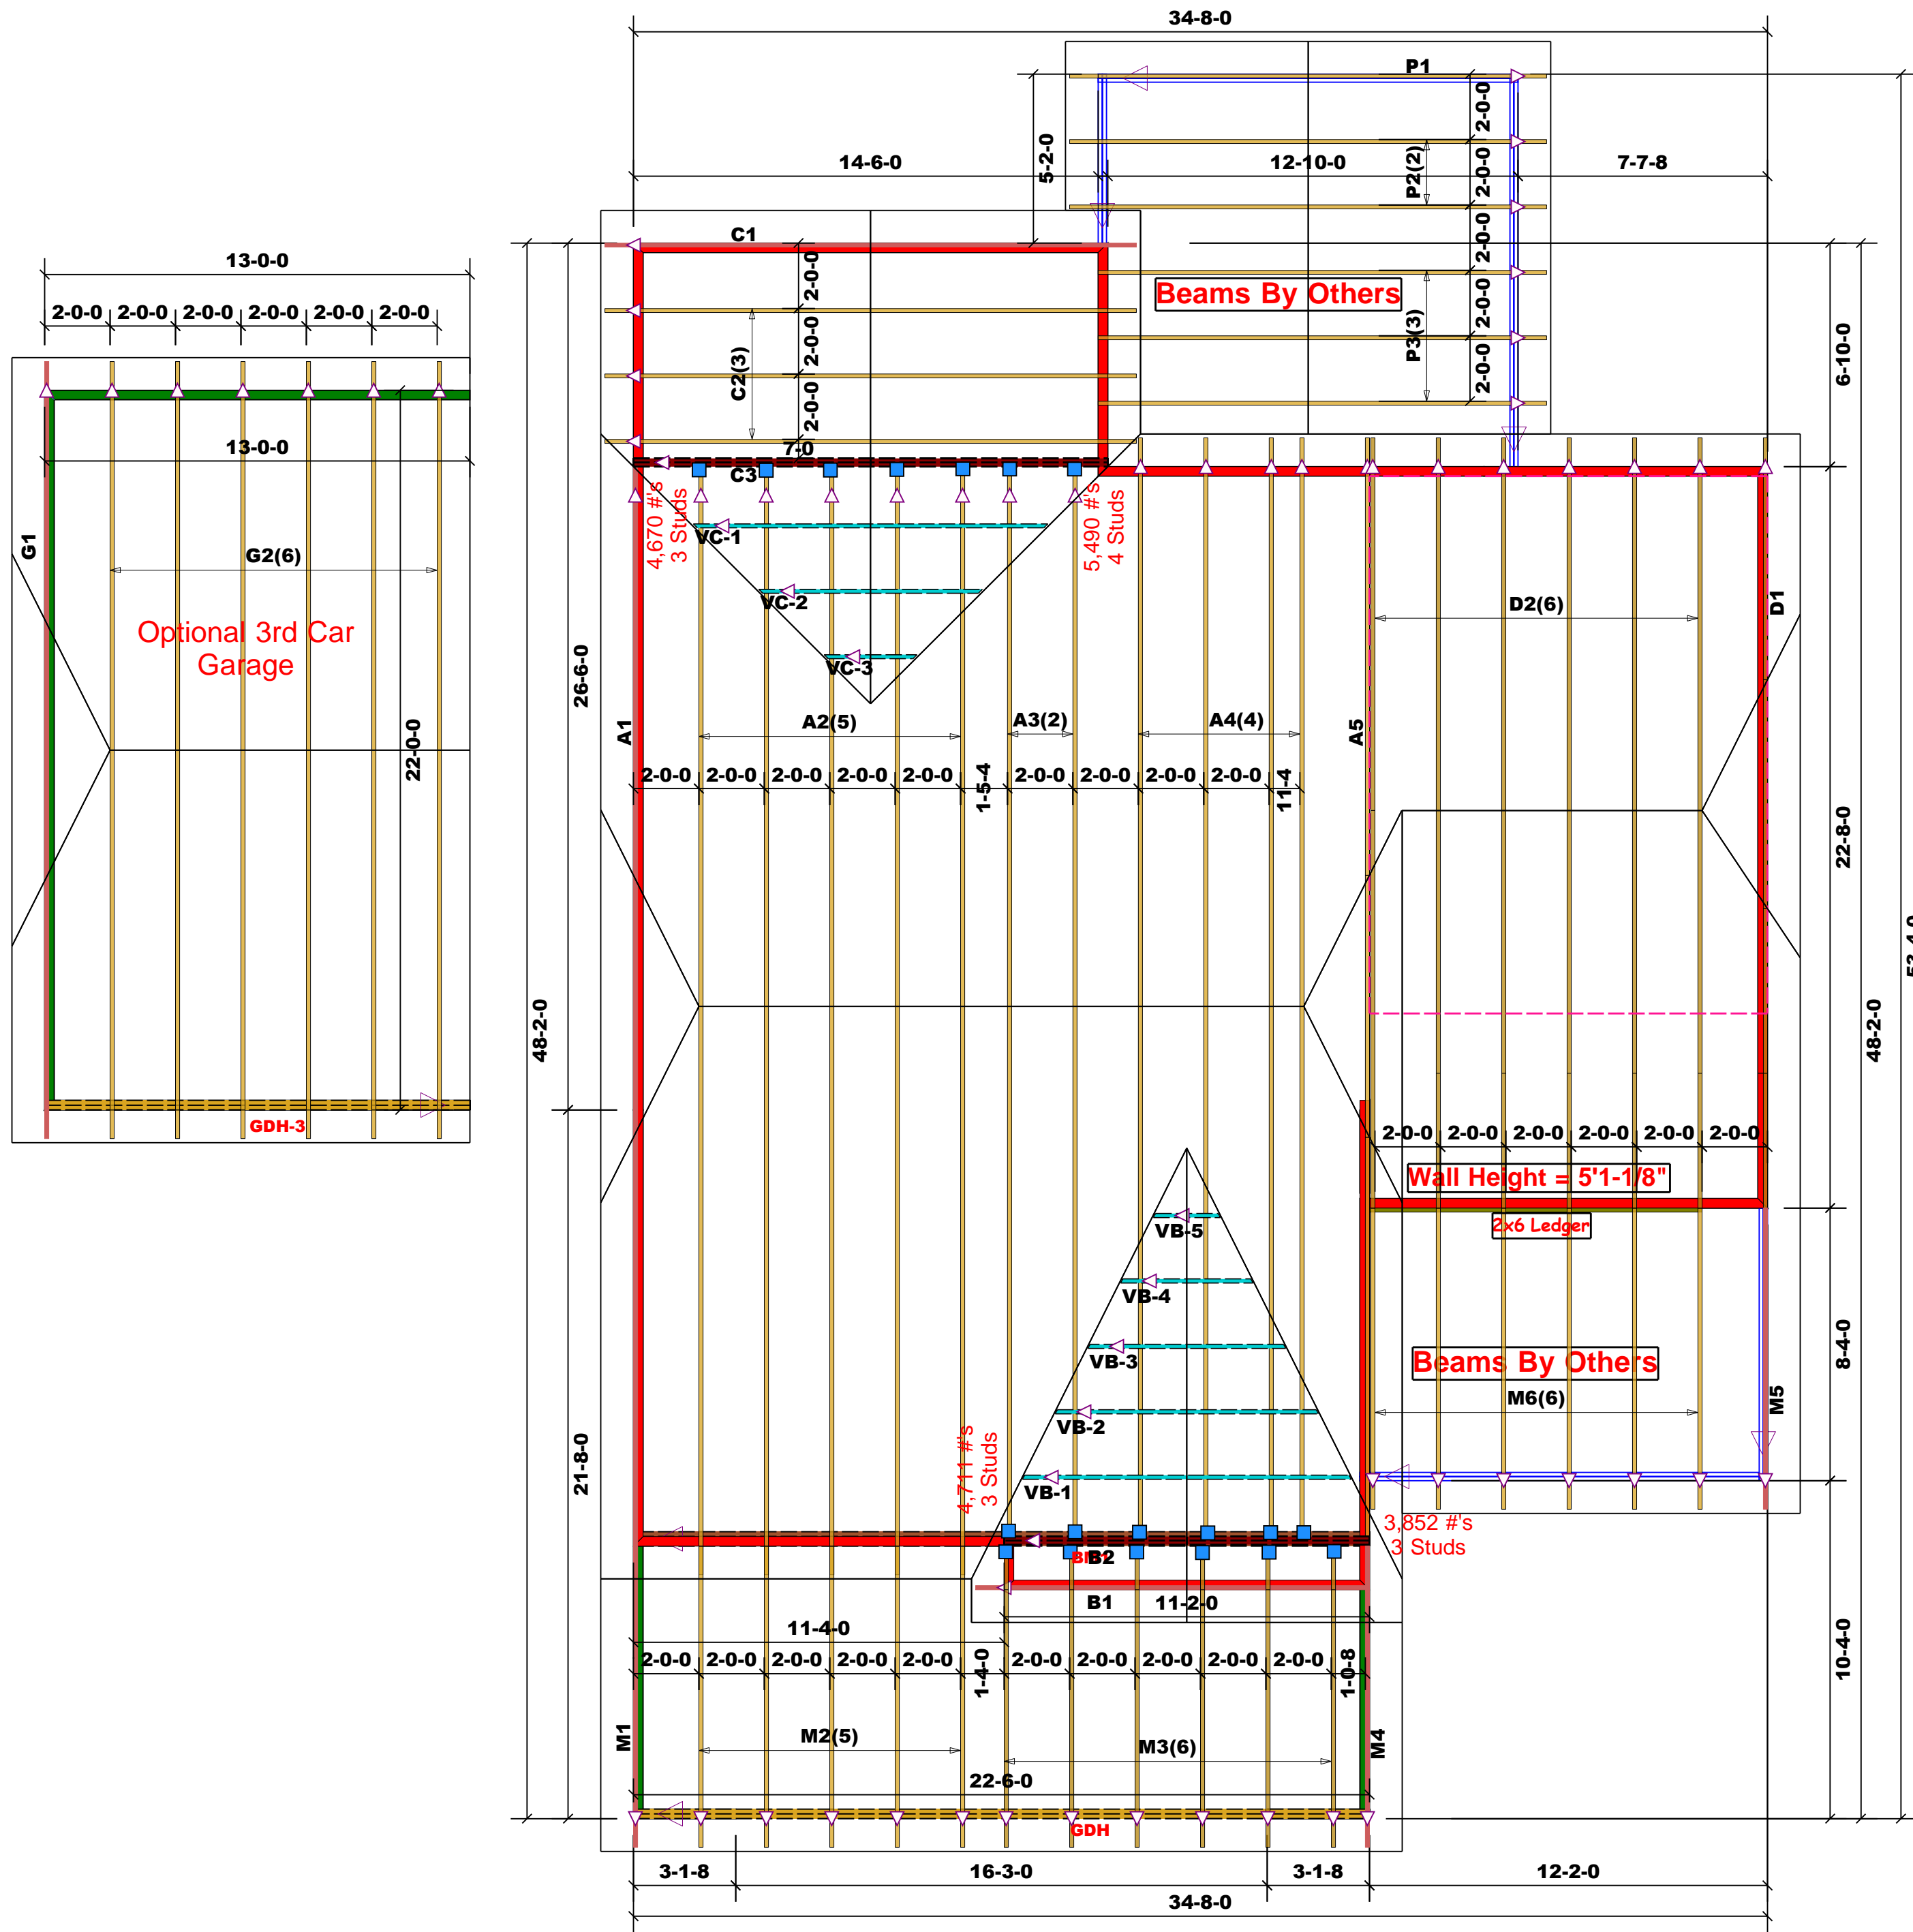 34-8-0
P1
2-0-0
5-2-0
14-6-0
12-10-0
7-7-8
P2(2)
2-0-0
2-0-0
C1
13-0-0
2-0-0
Beams By Others
2-0-0
2-0-0 2-0-0 2-0-0 2-0-0 2-0-0 2-0-0
P3(3)
2-0-0
C2(3)
2-0-0
2-0-0
6-10-0
13-0-0
7-0
C3
4,670 #'s
3 Studs
5,490 #'s
4 Studs
VC-1
G1
G2(6)
VC-2
D2(6)
D1
Optional 3rd Car
Garage
26-6-0
VC-3
22-0-0
A1
A2(5)
A3(2)
A4(4)
A5
2-0-0 2-0-0 2-0-0 2-0-0 2-0-0 1-5-4 2-0-0 2-0-0 2-0-0 2-0-0 11-4
22-8-0
53-4-0
48-2-0
48-2-0
GDH-3
2-0-0 2-0-0 2-0-0 2-0-0 2-0-0 2-0-0
Wall Height = 5'1-1/8"
2x6 Ledger
VB-5
VB-4
VB-3
Beams By Others
8-4-0
M6(6)
M5
VB-2
21-8-0
4,711 #'s
3 Studs
VB-1
3,852 #'s
3 Studs
B2
B1
11-2-0
11-4-0
10-4-0
2-0-0 2-0-0 2-0-0 2-0-0 2-0-0 1-4-0 2-0-0 2-0-0 2-0-0 2-0-0 2-0-0 1-0-8
M1
M2(5)
M3(6)
M4
22-6-0
GDH
3-1-8
16-3-0
3-1-8
12-2-0
34-8-0